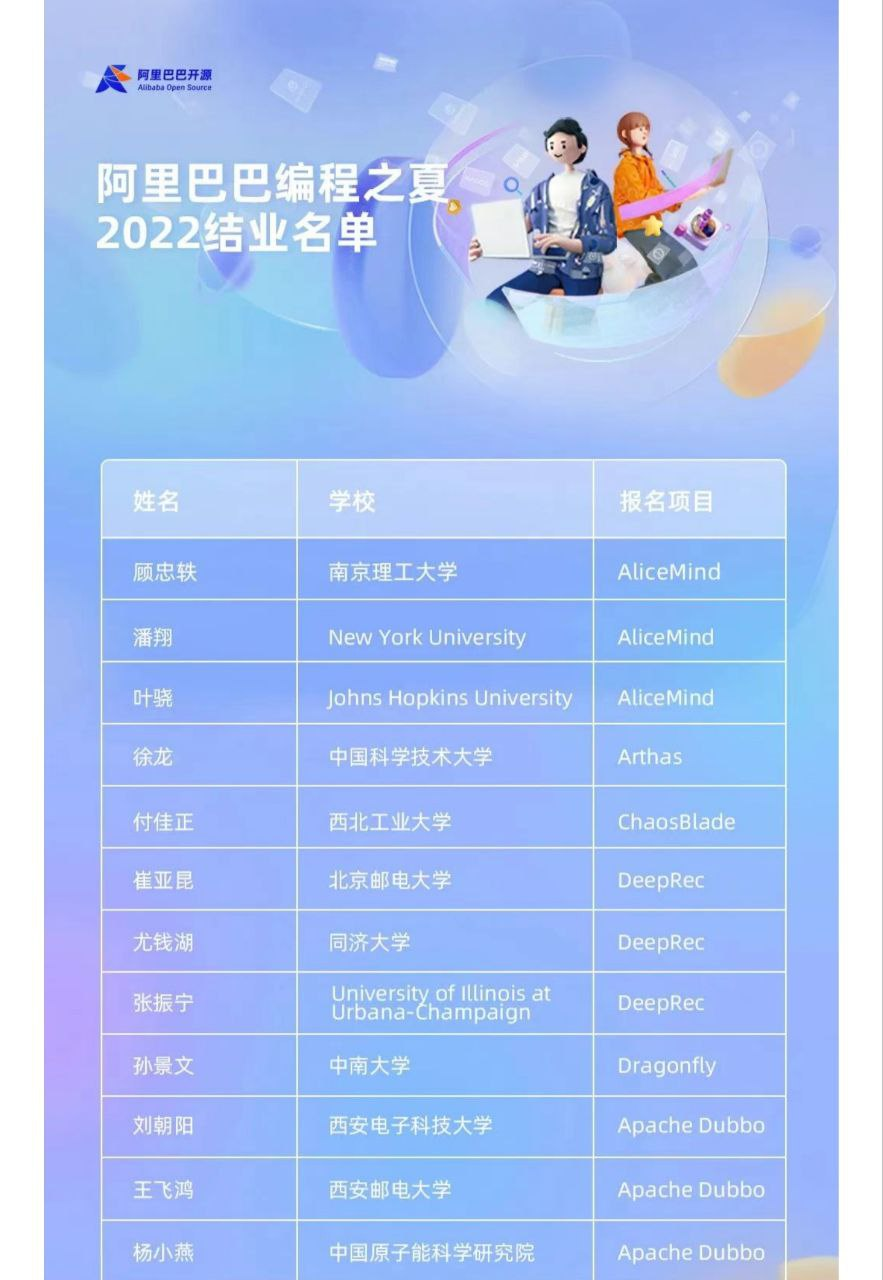 阿里巴巴开源
Alibaba Open Source
阿里巴巴编程之夏
2022结业名单
姓名 学校 报名项目
顾忠轶 南京理工大学 AliceMind
潘翔 New York University AliceMind
叶骁 Johns Hopkins University AliceMind
徐龙 中国科学技术大学 Arthas
付佳正 西北工业大学 ChaosBlade
崔亚昆 北京邮电大学 DeepRec
尤钱湖 同济大学 DeepRec
张振宁 University of Illinois at
Urbana-Champaign DeepRec
孙景文 中南大学 Dragonfly
刘朝阳 西安电子科技大学 Apache Dubbo
王飞鸿 西安邮电大学 Apache Dubbo
杨小燕 中国原子能科学研究院 Apache Dubbo